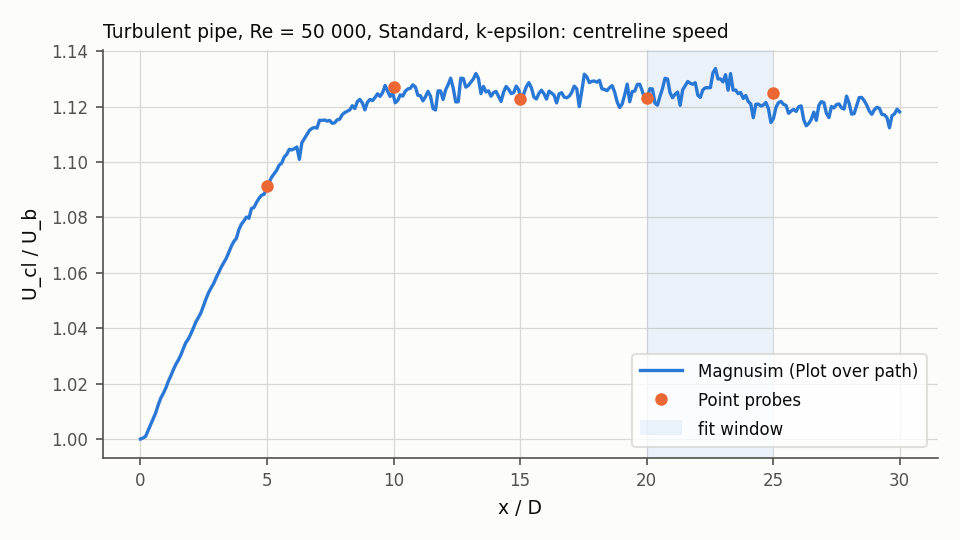 Turbulent pipe, Re = 50 000, Standard, k-epsilon: centreline speed
U_cl / U_b
1.14
1.12
1.10
1.08
1.06
1.04
1.02
1.00
Magnusim (Plot over path)
Point probes
fit window
0 5 10 15 20 25 30
x / D